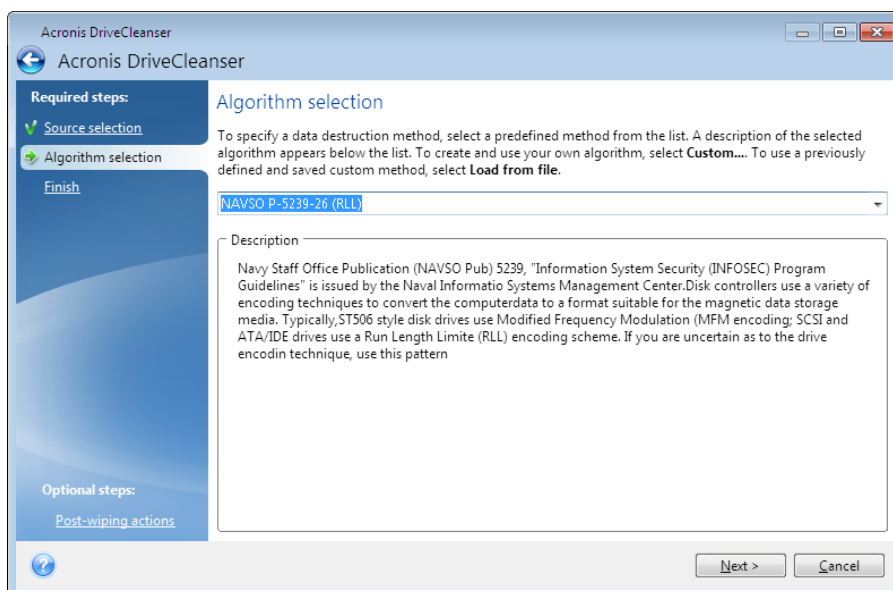 Acronis DriveCleanser
Acronis DriveCleanser
Required steps:
Source selection
Algorithm selection
Finish
Optional steps:
Post-wiping actions
Algorithm selection
To specify a data destruction method, select a predefined method from the list. A description of the selected
algorithm appears below the list. To create and use your own algorithm, select Custom.... To use a previously
defined and saved custom method, select Load from file.
NAVSO P-5239-26 (RLL)
Description
Navy Staff Office Publication (NAVSO Pub) 5239, "Information System Security (INFOSEC) Program
Guidelines" is issued by the Naval Informatio Systems Management Center.Disk controllers use a variety of
encoding techniques to convert the computerdata to a format suitable for the magnetic data storage
media. Typically,ST506 style disk drives use Modified Frequency Modulation (MFM encoding; SCSI and
ATA/IDE drives use a Run Length Limite (RLL) encoding scheme. If you are uncertain as to the drive
encodin technique, use this pattern
?
Next >
Cancel